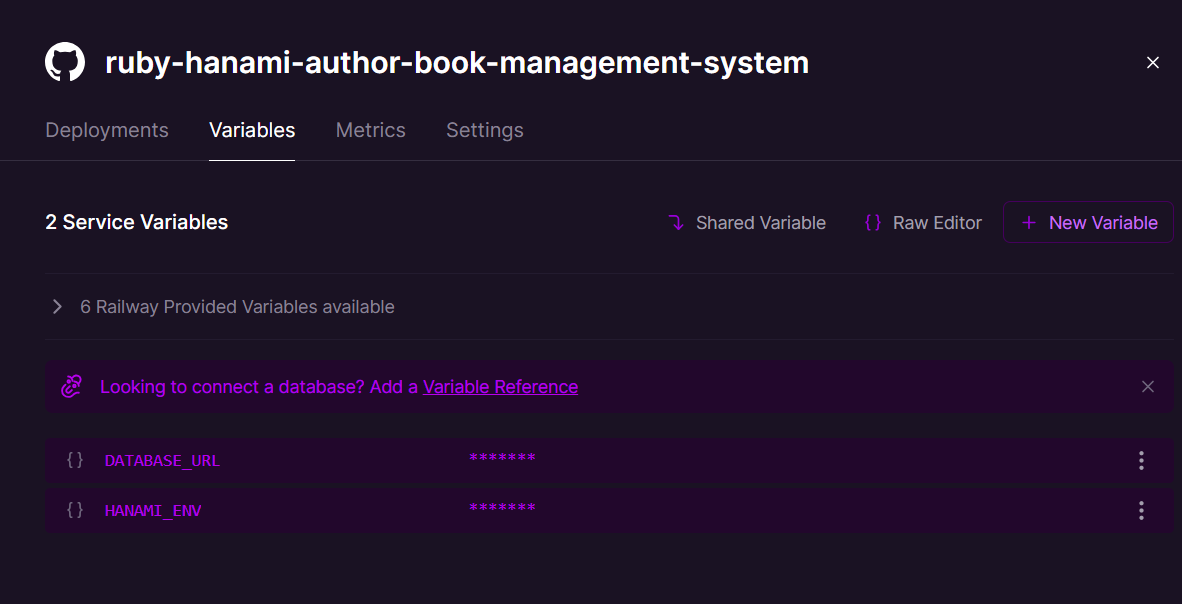 ruby-hanami-author-book-management-system
Deployments Variables Metrics Settings
2 Service Variables Shared Variable {} Raw Editor + New Variable
6 Railway Provided Variables available
Looking to connect a database? Add a Variable Reference
{} DATABASE_URL *******
{} HANAMI_ENV *******